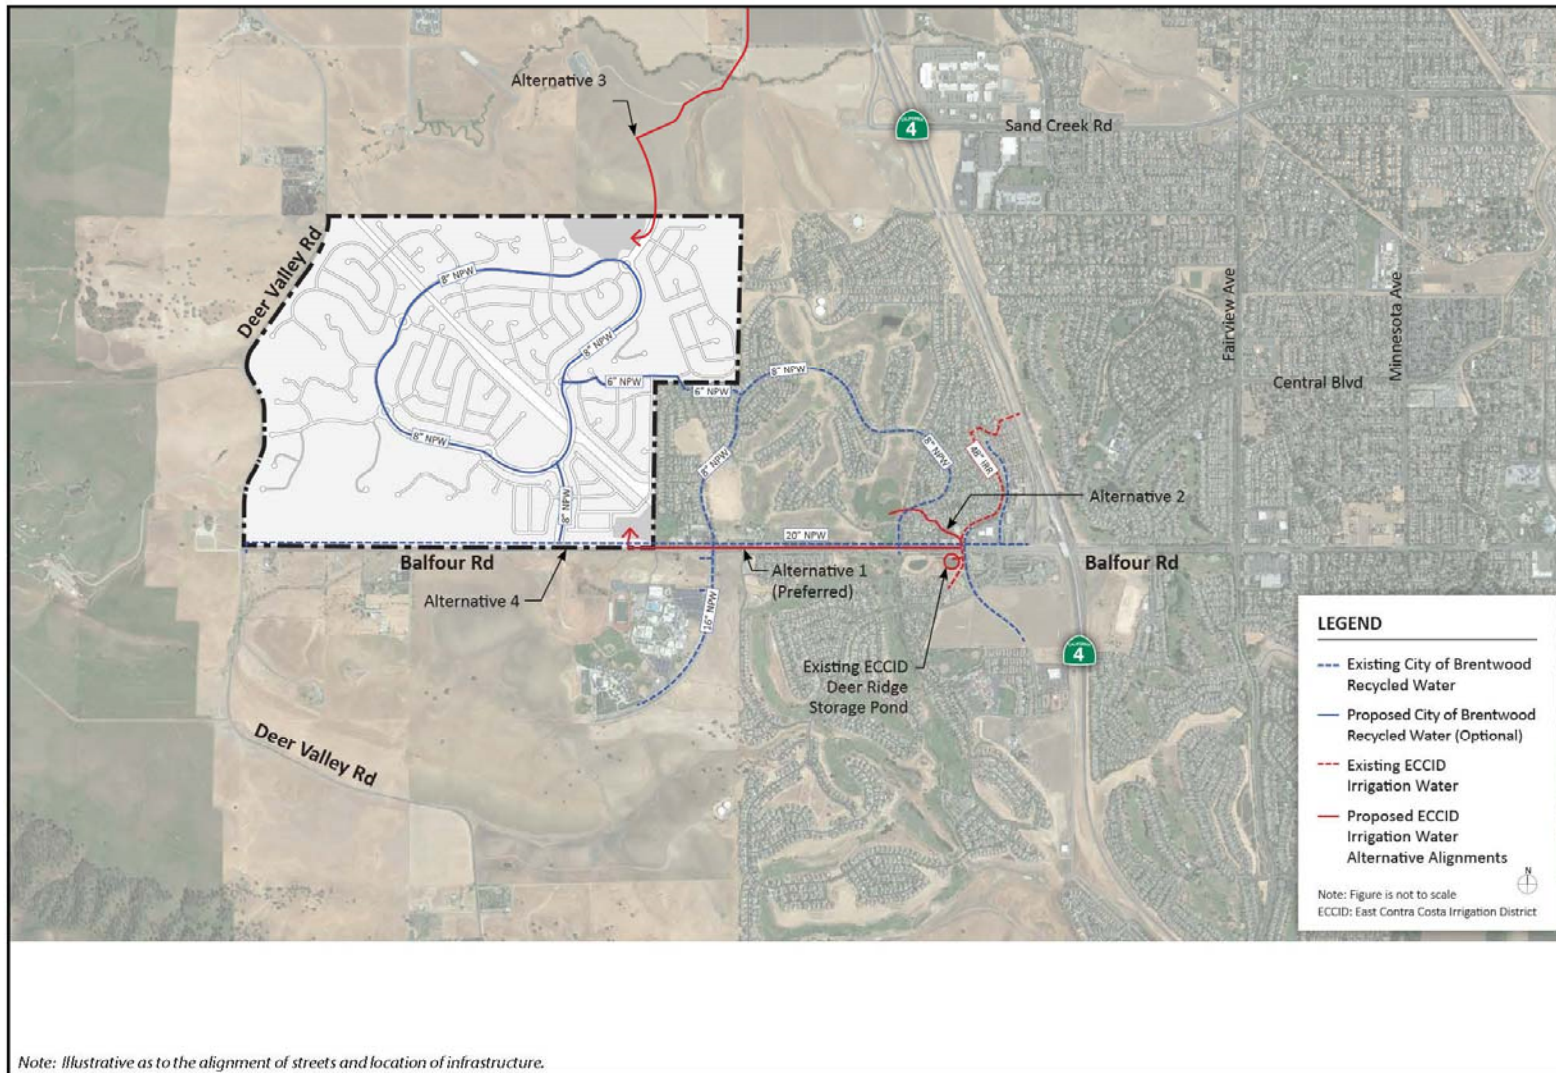 Alternative 3
CALIFORNIA
4
Sand Creek Rd
Deer Valley Rd
8" NPW
8" NPW
6" NPW
6" NPW
8" NPW
Fairview Ave
Minnesota Ave
Central Blvd
8" NPW
8" NPW
8" NPW
48" IRR
8" NPW
Alternative 2
20" NPW
Balfour Rd
Alternative 4
Alternative 1
(Preferred)
Balfour Rd
16" NPW
Existing ECCID
Deer Ridge
Storage Pond
CALIFORNIA
4
Deer Valley Rd
LEGEND
Existing City of Brentwood
Recycled Water
Proposed City of Brentwood
Recycled Water (Optional)
Existing ECCID
Irrigation Water
Proposed ECCID
Irrigation Water
Alternative Alignments
N
Note: Figure is not to scale
ECCID: East Contra Costa Irrigation District
Note: Illustrative as to the alignment of streets and location of infrastructure.